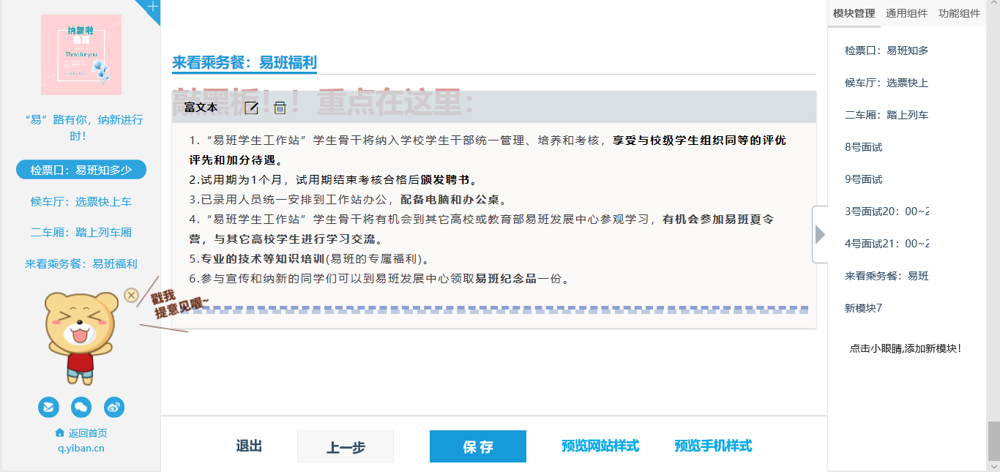 纳新啦
易班
There for you
“易”路有你，纳新进行
时！
检票口：易班知多少
候车厅：选票快上车
二车厢：踏上列车厢
来看乘务餐：易班福利
戳我
提意见喔~
返回首页
q.yiban.cn
来看乘务餐：易班福利
敲黑板！！重点在这里：
富文本
1.“易班学生工作站”学生骨干将纳入学校学生干部统一管理、培养和考核，享受与校级学生组织同等的评优
评先和加分待遇。
2.试用期为1个月，试用期结束考核合格后颁发聘书。
3.已录用人员统一安排到工作站办公，配备电脑和办公桌。
4.“易班学生工作站”学生骨干将有机会到其它高校或教育部易班发展中心参观学习，有机会参加易班夏令
营，与其它高校学生进行学习交流。
5.专业的技术等知识培训(易班的专属福利)。
6.参与宣传和纳新的同学们可以到易班发展中心领取易班纪念品一份。
退出
上一步
保 存
预览网站样式
预览手机样式
模块管理 通用组件 功能组件
检票口：易班知多
候车厅：选票快上
二车厢：踏上列车
8号面试
9号面试
3号面试20：00~2
4号面试21：00~2
来看乘务餐：易班
新模块7
点击小眼睛,添加新模块！